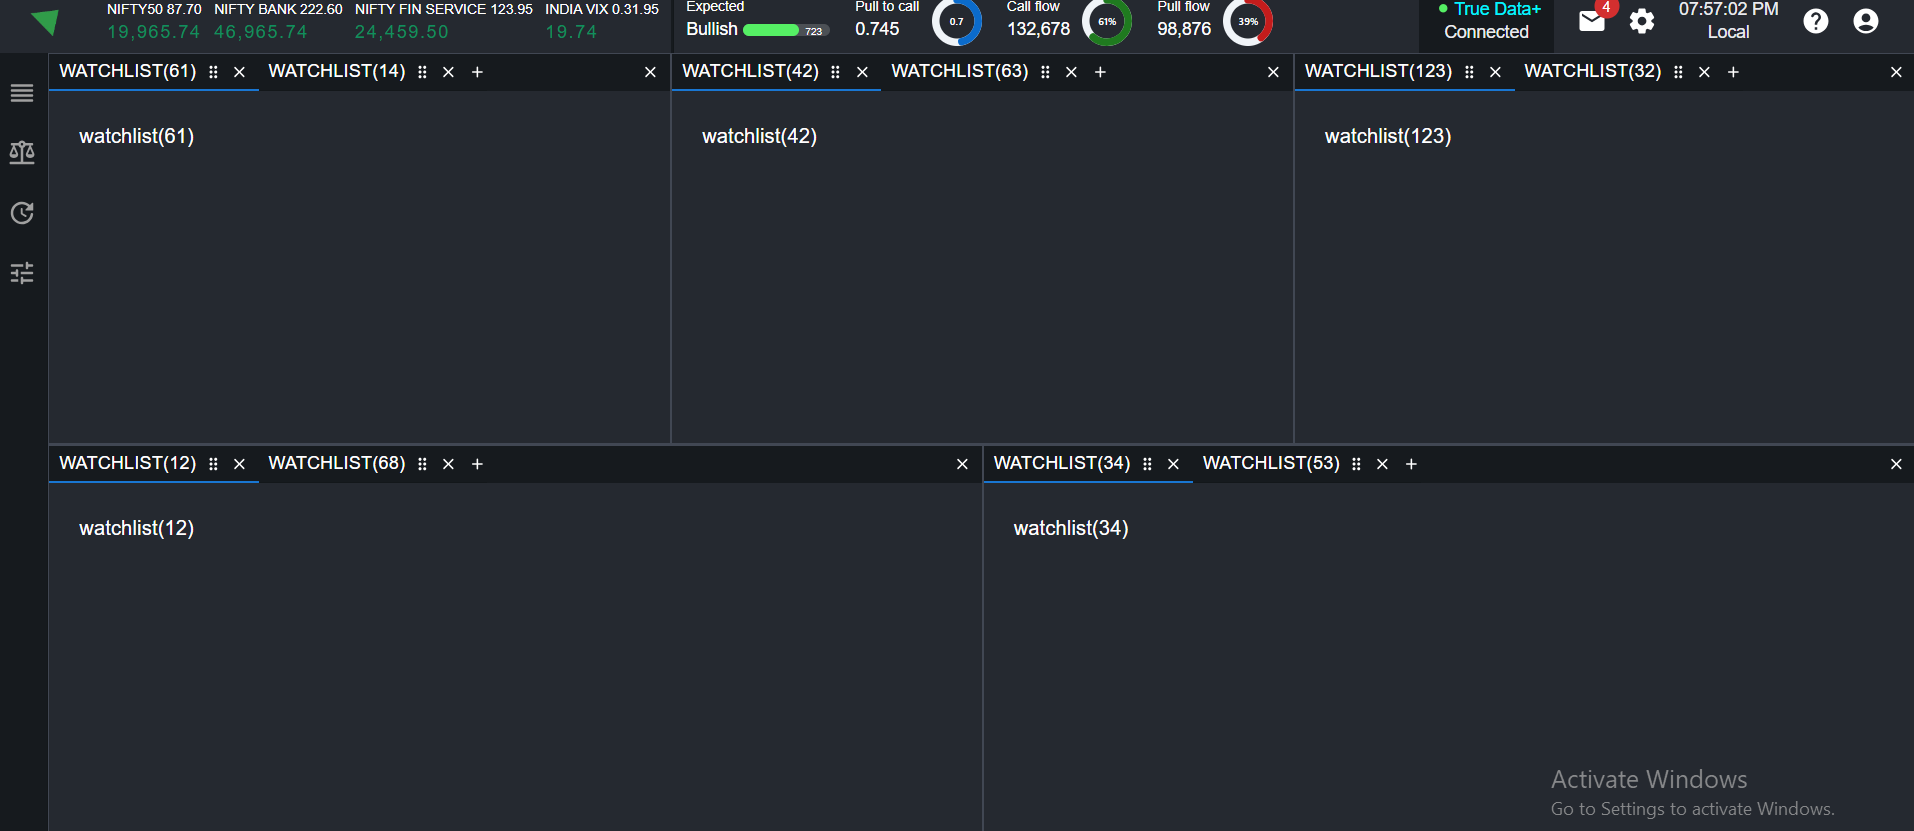 NIFTY50 87.70 NIFTY BANK 222.60 NIFTY FIN SERVICE 123.95 INDIA VIX 0.31.95
19,965.74 46,965.74 24,459.50 19.74
Expected
Bullish 723
Pull to call
0.745
0.7
Call flow
132,678
61%
Pull flow
98,876
39%
True Data+
Connected
4
07:57:02 PM
Local
WATCHLIST(61) WATCHLIST(14)
watchlist(61)
WATCHLIST(42) WATCHLIST(63)
watchlist(42)
WATCHLIST(123) WATCHLIST(32)
watchlist(123)
WATCHLIST(12) WATCHLIST(68)
watchlist(12)
WATCHLIST(34) WATCHLIST(53)
watchlist(34)
Activate Windows
Go to Settings to activate Windows.